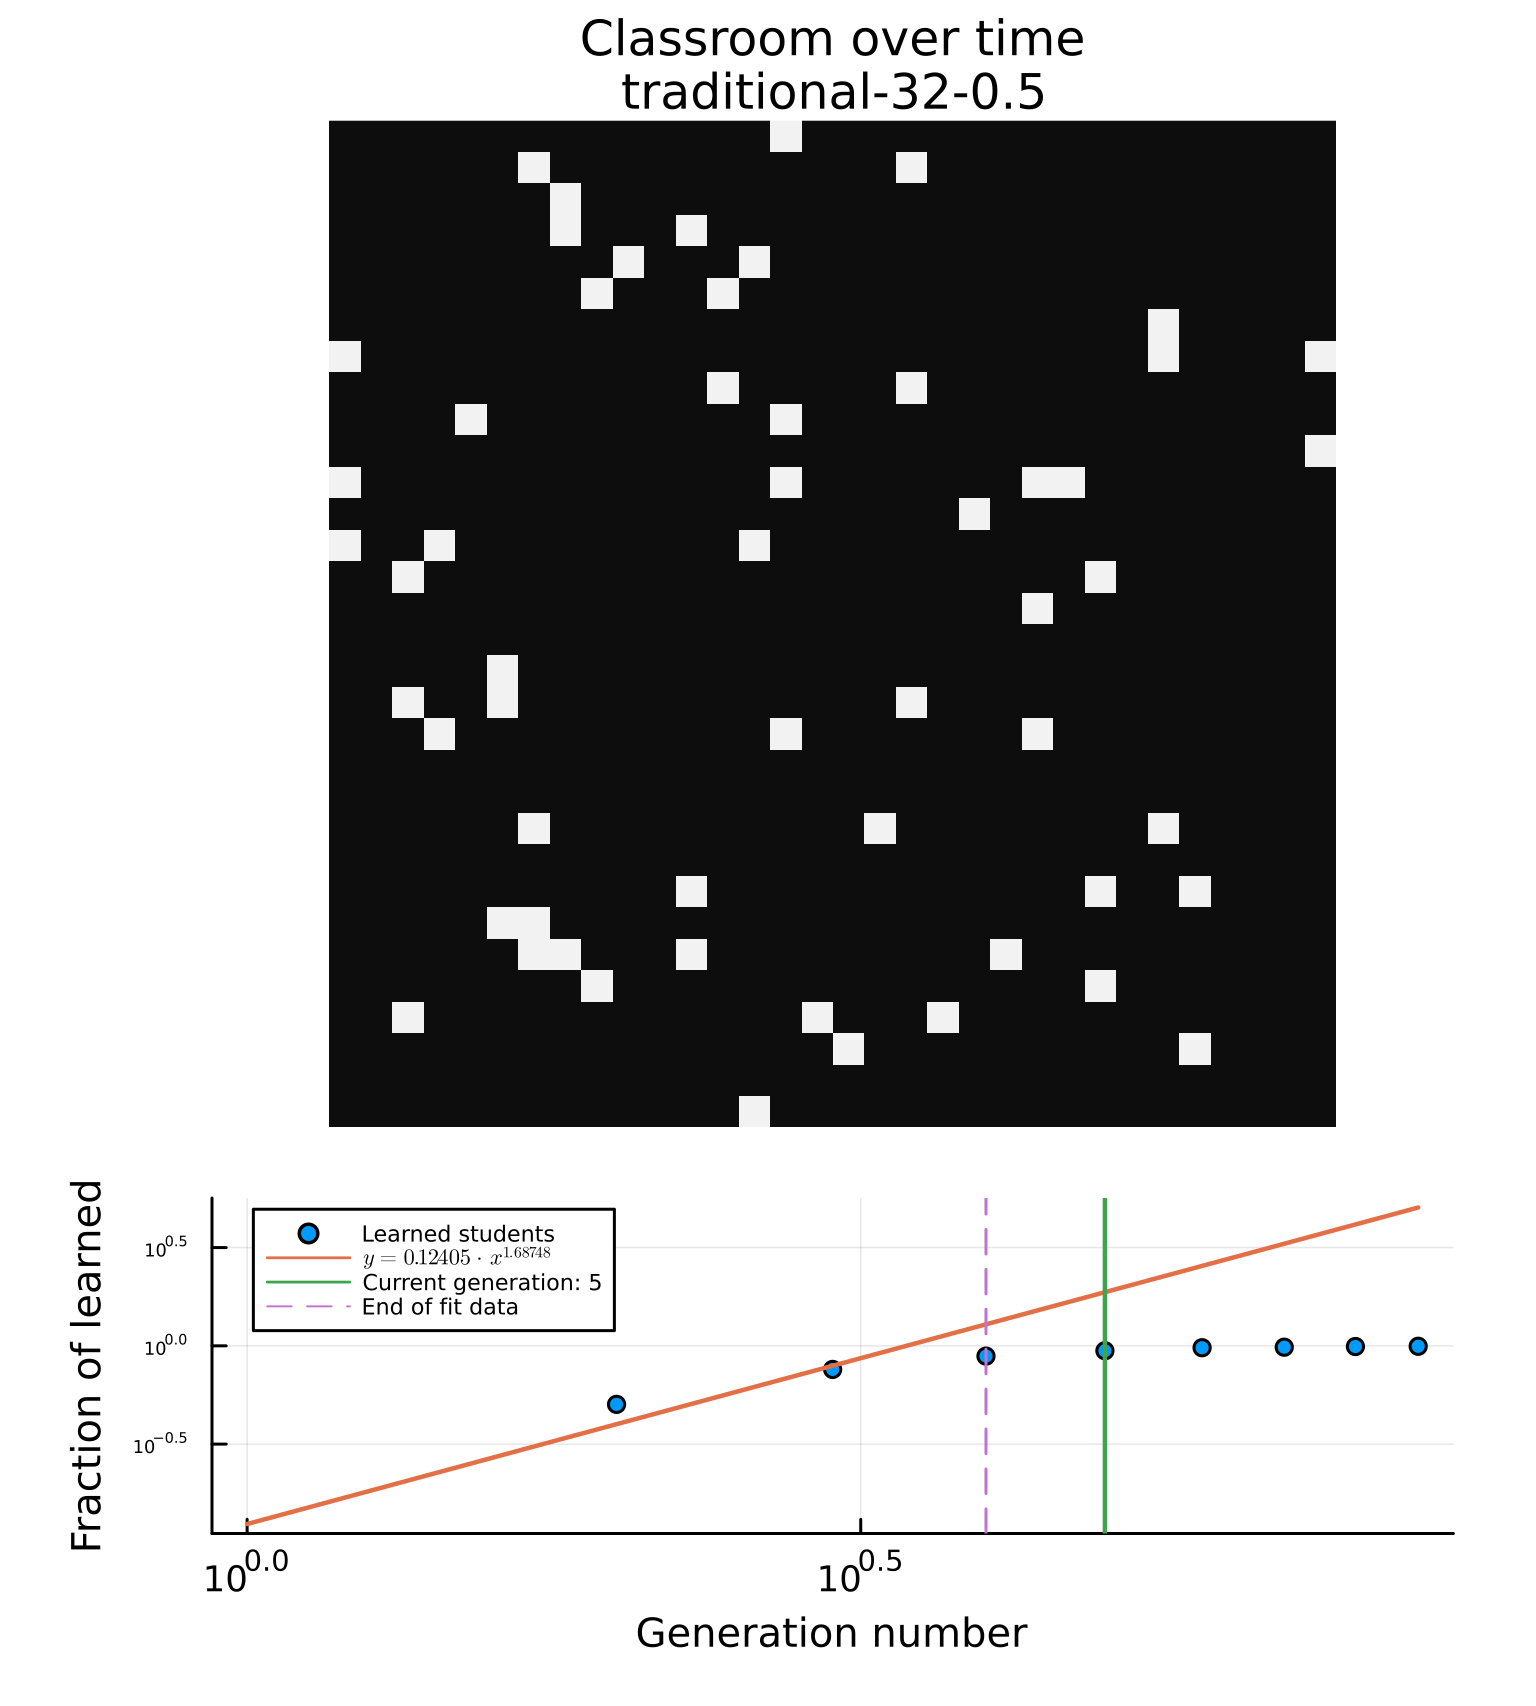 Classroom over time
traditional-32-0.5
Fraction of learned
10^0.5
10^0.0
10^−0.5
Learned students
y = 0.12405 · x^1.68748
Current generation: 5
End of fit data
10^0.0
10^0.5
Generation number